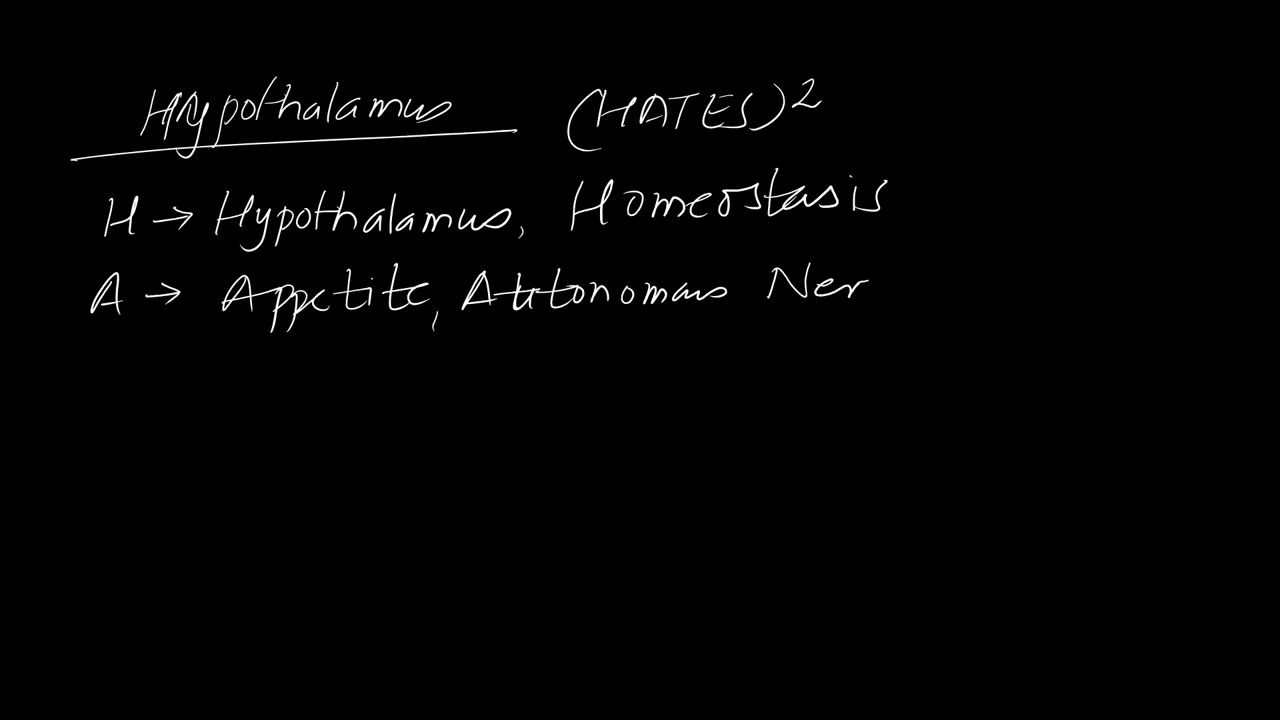 Hypothalamus (HATES)²
H → Hypothalamus, Homeostasis
A → Appetite, Autonomous Ner